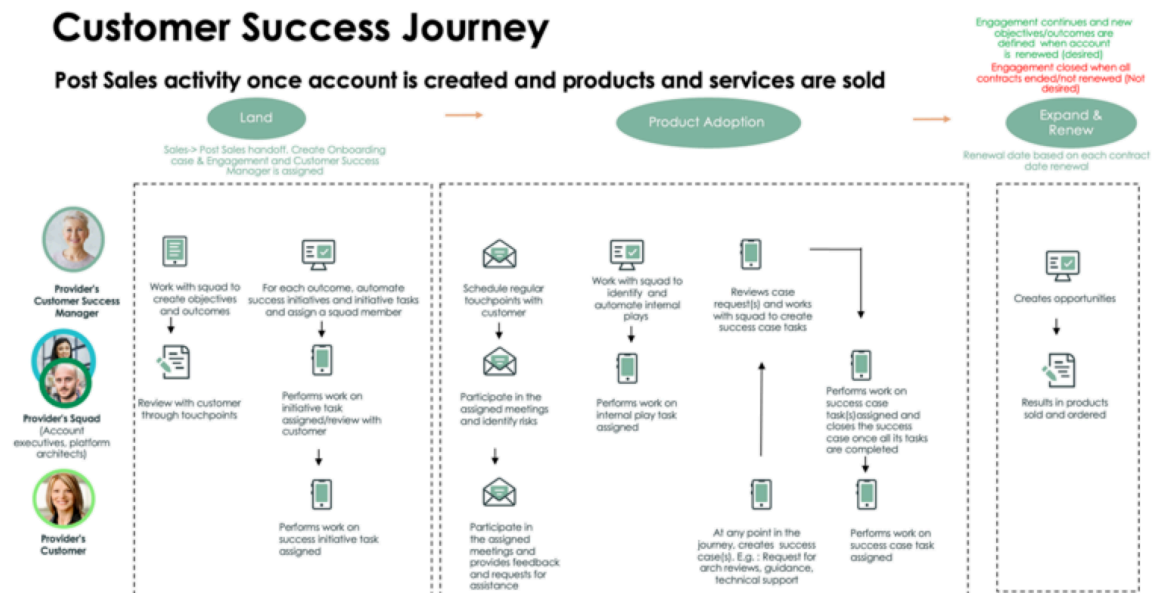 Customer Success Journey
Engagement continues and new
objectives/outcomes are
defined when account
is renewed (desired)
Engagement closed when all
contracts ended/not renewed (Not
desired)
Post Sales activity once account is created and products and services are sold
Land
Product Adoption
Expand &
Renew
Sales-> Post Sales handoff, Create Onboarding
case & Engagement and Customer Success
Manager is assigned
Renewal date based on each contract
date renewal
Provider's
Customer Success
Manager
Work with squad to
create objectives
and outcomes
For each outcome, automate
success initiatives and initiative tasks
and assign a squad member
Schedule regular
touchpoints with
customer
Work with squad to
identify and
automate internal
plays
Reviews case
request(s) and works
with squad to create
success case tasks
Creates opportunities
Provider's Squad
(Account
executives, platform
architects)
Review with customer
through touchpoints
Performs work on
initiative task
assigned/review with
customer
Participate in the
assigned meetings
and identify risks
Performs work on
internal play task
assigned
Performs work on
success case
task(s)assigned and
closes the success
case once all its tasks
are completed
Results in products
sold and ordered
Provider's
Customer
Performs work on
success initiative task
assigned
Participate in
the assigned
meetings and
provides feedback
and requests for
assistance
At any point in the
journey, creates success
case(s). E.g. : Request for
arch reviews, guidance,
technical support
Performs work on
success case task
assigned